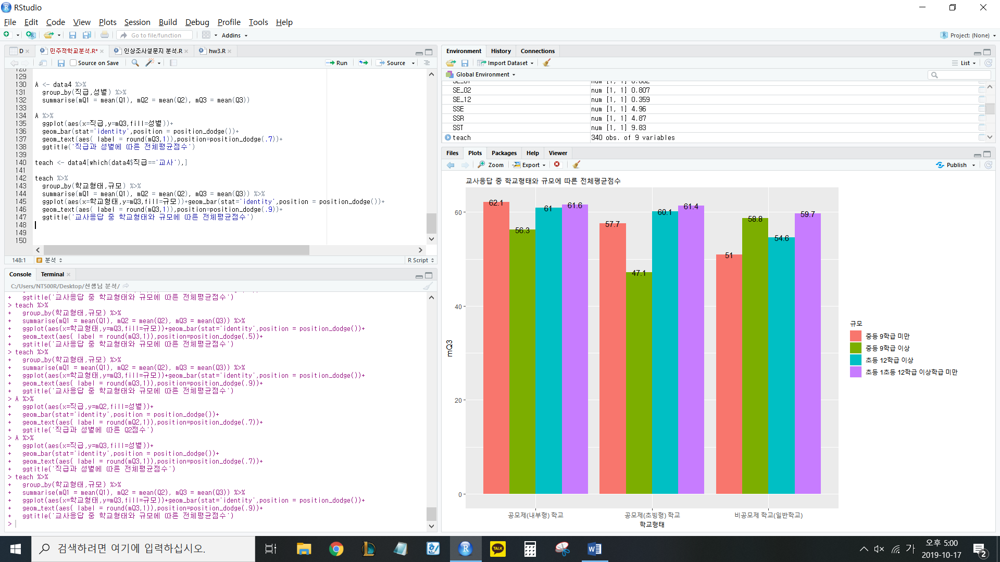 RStudio
File Edit Code View Plots Session Build Debug Profile Tools Help
Go to file/function Addins Project: (None)
D 민주적학교분석.R* 인상조사설문지 분석.R hw3.R
Source on Save Run Source
129
130 A <- data4 %>%
131 group_by(직급,성별) %>%
132 summarise(mQ1 = mean(Q1), mQ2 = mean(Q2), mQ3 = mean(Q3))
133
134 A %>%
135 ggplot(aes(x=직급,y=mQ3,fill=성별))+
136 geom_bar(stat='identity',position = position_dodge())+
137 geom_text(aes( label = round(mQ3,1)),position=position_dodge(.7))+
138 ggtitle('직급과 성별에 따른 전체평균점수')
139
140 teach <- data4[which(data4$직급=='교사'),]
141
142 teach %>%
143 group_by(학교형태,규모) %>%
144 summarise(mQ1 = mean(Q1), mQ2 = mean(Q2), mQ3 = mean(Q3)) %>%
145 ggplot(aes(x=학교형태,y=mQ3,fill=규모))+geom_bar(stat='identity',position = position_dodge())+
146 geom_text(aes( label = round(mQ3,1)),position=position_dodge(.9))+
147 ggtitle('교사응답 중 학교형태와 규모에 따른 전체평균점수')
148
149
150
148:1 분석 R Script
Console Terminal
C:/Users/NT500R/Desktop/선생님 분석/
+ ggtitle('교사응답 중 학교형태와 규모에 따른 전체평균점수')
> teach %>%
+ group_by(학교형태,규모) %>%
+ summarise(mQ1 = mean(Q1), mQ2 = mean(Q2), mQ3 = mean(Q3)) %>%
+ ggplot(aes(x=학교형태,y=mQ3,fill=규모))+geom_bar(stat='identity',position = position_dodge())+
+ geom_text(aes( label = round(mQ3,1)),position=position_dodge(.5))+
+ ggtitle('교사응답 중 학교형태와 규모에 따른 전체평균점수')
> teach %>%
+ group_by(학교형태,규모) %>%
+ summarise(mQ1 = mean(Q1), mQ2 = mean(Q2), mQ3 = mean(Q3)) %>%
+ ggplot(aes(x=학교형태,y=mQ3,fill=규모))+geom_bar(stat='identity',position = position_dodge())+
+ geom_text(aes( label = round(mQ3,1)),position=position_dodge(.9))+
+ ggtitle('교사응답 중 학교형태와 규모에 따른 전체평균점수')
> A %>%
+ ggplot(aes(x=직급,y=mQ2,fill=성별))+
+ geom_bar(stat='identity',position = position_dodge())+
+ geom_text(aes( label = round(mQ2,1)),position=position_dodge(.7))+
+ ggtitle('직급과 성별에 따른 Q2점수')
> A %>%
+ ggplot(aes(x=직급,y=mQ3,fill=성별))+
+ geom_bar(stat='identity',position = position_dodge())+
+ geom_text(aes( label = round(mQ3,1)),position=position_dodge(.7))+
+ ggtitle('직급과 성별에 따른 전체평균점수')
> teach %>%
+ group_by(학교형태,규모) %>%
+ summarise(mQ1 = mean(Q1), mQ2 = mean(Q2), mQ3 = mean(Q3)) %>%
+ ggplot(aes(x=학교형태,y=mQ3,fill=규모))+geom_bar(stat='identity',position = position_dodge())+
+ geom_text(aes( label = round(mQ3,1)),position=position_dodge(.9))+
+ ggtitle('교사응답 중 학교형태와 규모에 따른 전체평균점수')
>
Environment History Connections
Import Dataset List
Global Environment
SE_02 num [1, 1] 0.807
SE_12 num [1, 1] 0.359
SSE num [1, 1] 4.96
SSR num [1, 1] 4.87
SST num [1, 1] 9.83
teach 340 obs. of 9 variables
Files Plots Packages Help Viewer
Zoom Export Publish
교사응답 중 학교형태와 규모에 따른 전체평균점수
62.1 56.3 61 61.6 57.7 47.1 60.1 61.4 51 58.8 54.6 59.7
60
40
20
0
mQ3
공모제(내부형) 학교 공모제(초빙형) 학교 비공모제 학교(일반학교)
학교형태
규모
중등 9학급 미만
중등 9학급 이상
초등 12학급 이상
초등 1초등 12학급 이상학급 미만
검색하려면 여기에 입력하십시오.
TALK
가
오후 5:00
2019-10-17
2